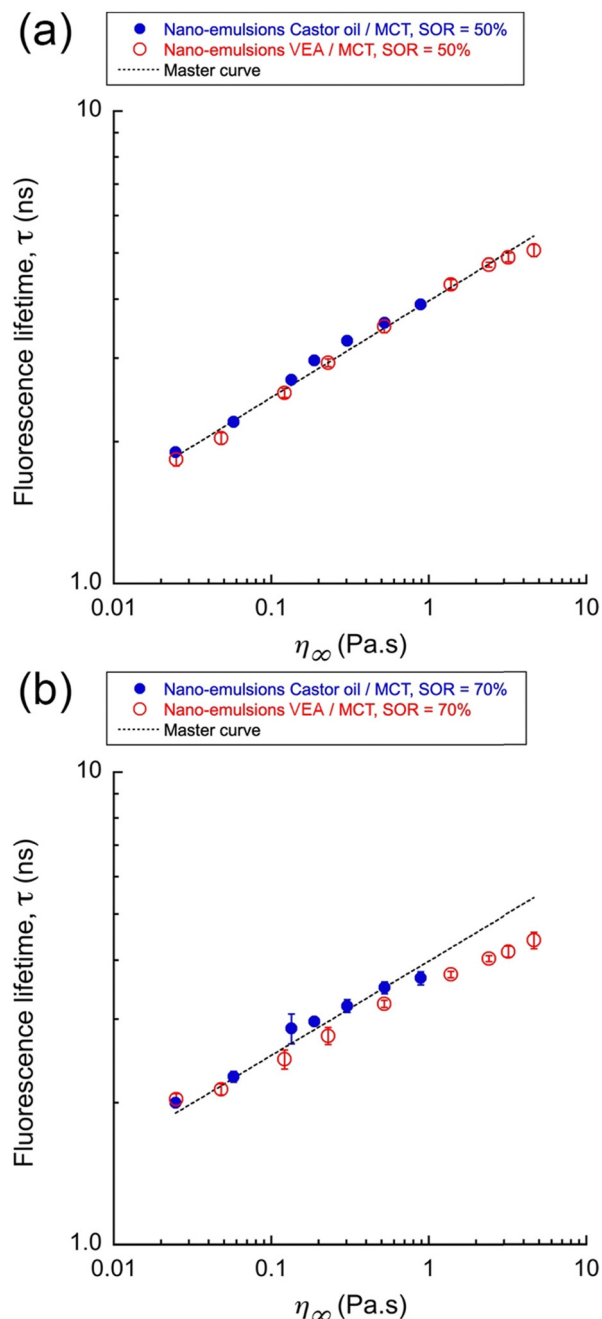 (a)
Nano-emulsions Castor oil / MCT, SOR = 50%
Nano-emulsions VEA / MCT, SOR = 50%
Master curve
10
Fluorescence lifetime, τ (ns)
1.0
0.01 0.1 1 10
η∞ (Pa.s)
(b)
Nano-emulsions Castor oil / MCT, SOR = 70%
Nano-emulsions VEA / MCT, SOR = 70%
Master curve
10
Fluorescence lifetime, τ (ns)
1.0
0.01 0.1 1 10
η∞ (Pa.s)